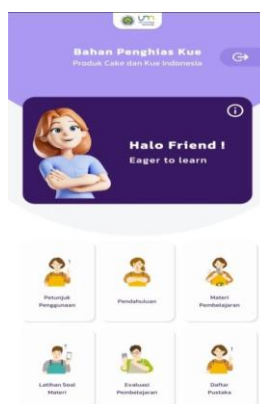 Bahan Penghias Kue
Produk Cake dan Kue Indonesia
Halo Friend !
Eager to learn
Petunjuk
Penggunaan
Pendahuluan
Materi
Pembelajaran
Latihan Soal
Materi
Evaluasi
Pembelajaran
Daftar
Pustaka